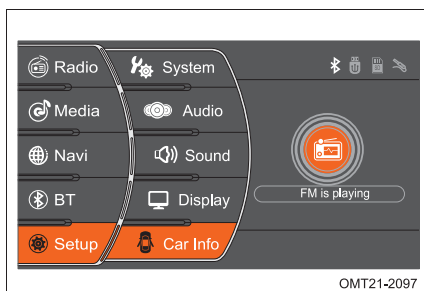 Radio
System
Media
Audio
Navi
Sound
BT
Display
FM is playing
Setup
Car Info
OMT21-2097